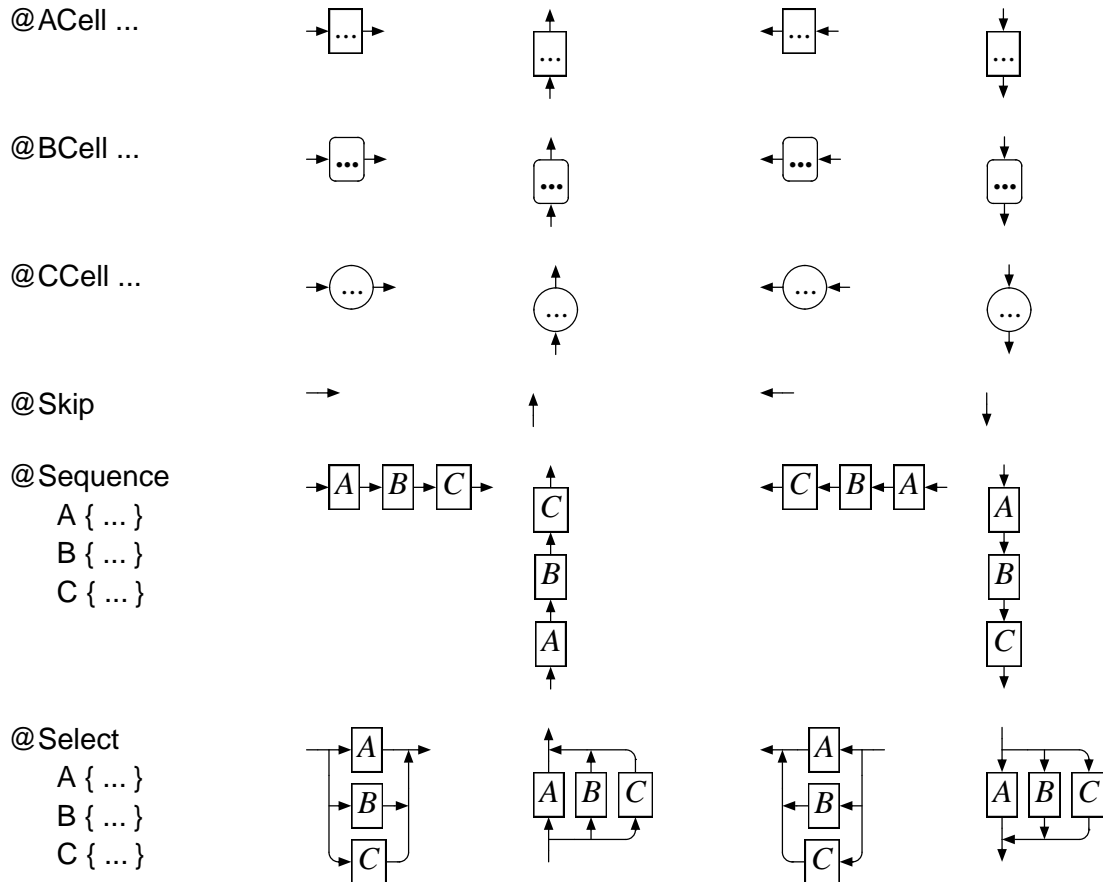 @ACell ... ... ... ... ...
@BCell ... ... ... ... ...
@CCell ... ... ... ... ...
@Skip
@Sequence A B C C C B A A
A { ... }
B { ... } B B
C { ... }
A C
@Select A A
A { ... } A B C A B C
B { ... } B B
C { ... } C C